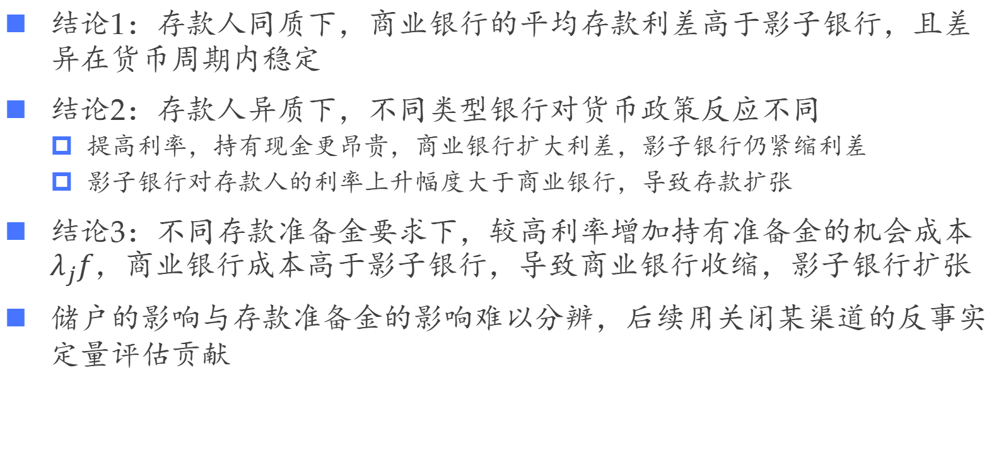 结论1：存款人同质下，商业银行的平均存款利差高于影子银行，且差
异在货币周期内稳定
结论2：存款人异质下，不同类型银行对货币政策反应不同
提高利率，持有现金更昂贵，商业银行扩大利差，影子银行仍紧缩利差
影子银行对存款人的利率上升幅度大于商业银行，导致存款扩张
结论3：不同存款准备金要求下，较高利率增加持有准备金的机会成本
λⱼf，商业银行成本高于影子银行，导致商业银行收缩，影子银行扩张
储户的影响与存款准备金的影响难以分辨，后续用关闭某渠道的反事实
定量评估贡献